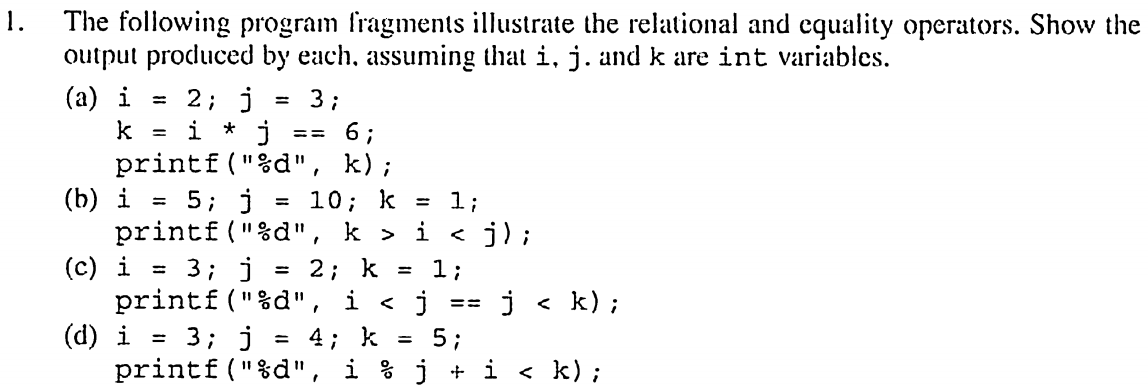 1. The following program fragments illustrate the relational and equality operators. Show the
output produced by each, assuming that i, j, and k are int variables.
(a) i = 2; j = 3;
k = i * j == 6;
printf("%d", k);
(b) i = 5; j = 10; k = 1;
printf("%d", k > i < j);
(c) i = 3; j = 2; k = 1;
printf("%d", i < j == j < k);
(d) i = 3; j = 4; k = 5;
printf("%d", i % j + i < k);